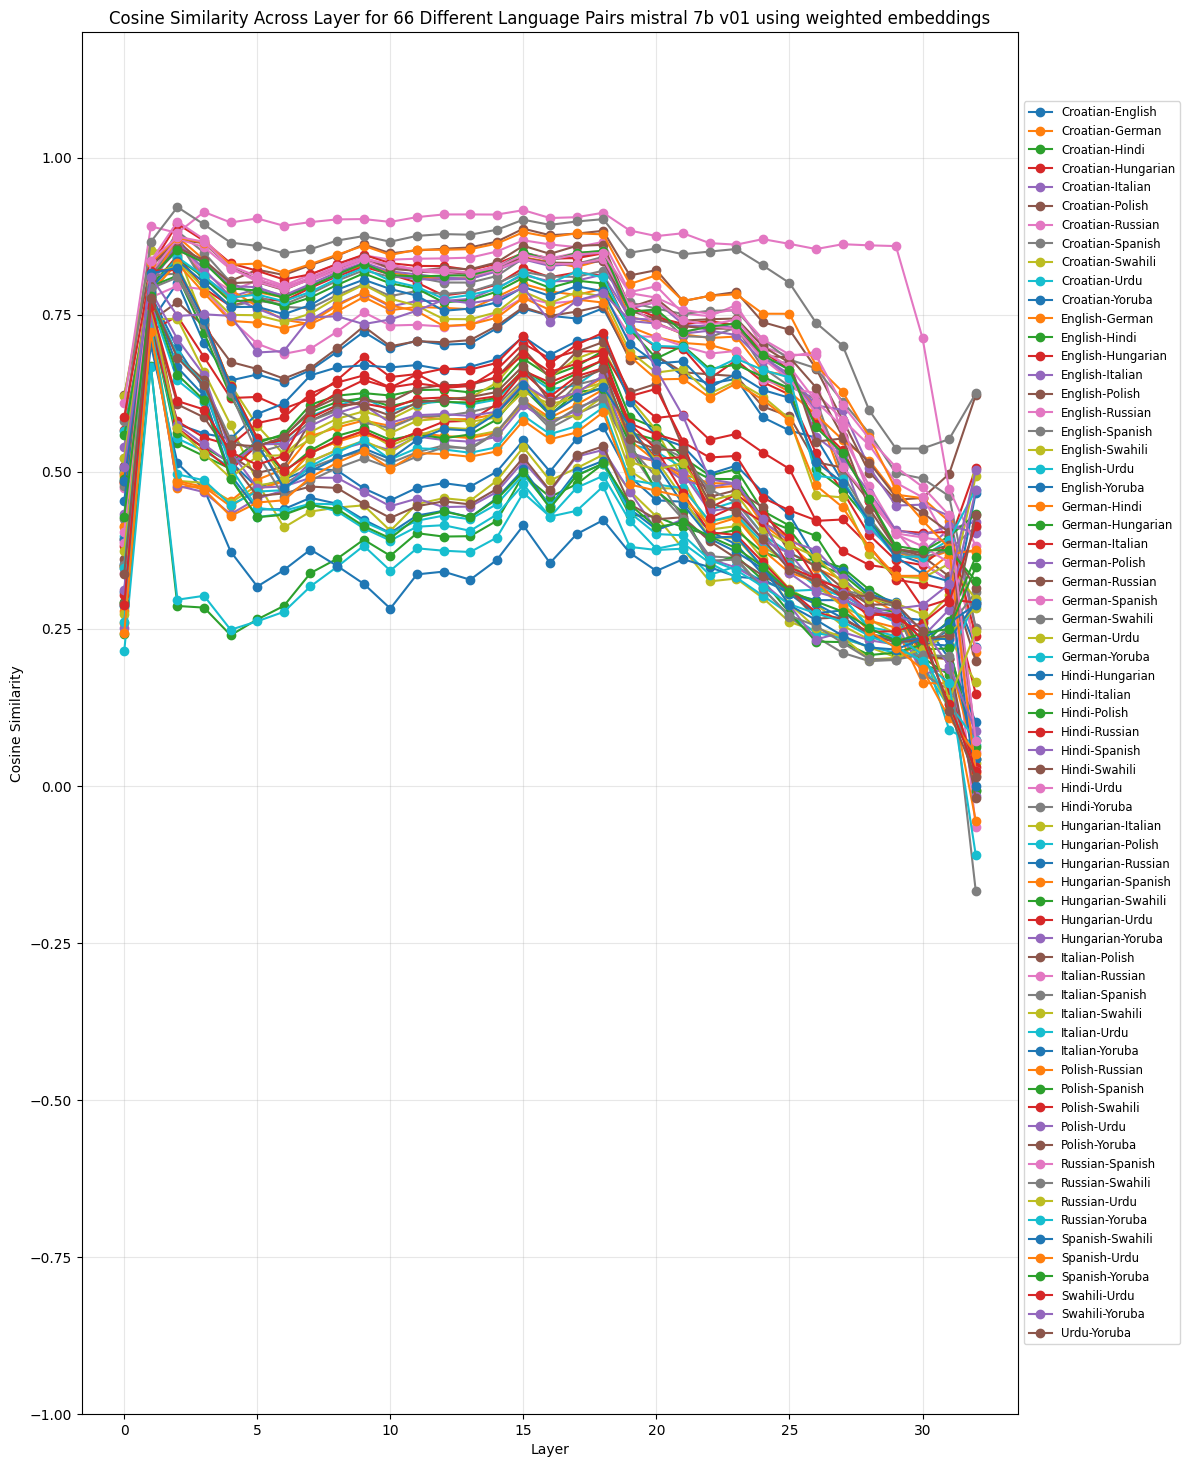 Cosine Similarity Across Layer for 66 Different Language Pairs mistral 7b v01 using weighted embeddings
Cosine Similarity
1.00
0.75
0.50
0.25
0.00
−0.25
−0.50
−0.75
−1.00
0 5 10 15 20 25 30
Layer
Croatian-English
Croatian-German
Croatian-Hindi
Croatian-Hungarian
Croatian-Italian
Croatian-Polish
Croatian-Russian
Croatian-Spanish
Croatian-Swahili
Croatian-Urdu
Croatian-Yoruba
English-German
English-Hindi
English-Hungarian
English-Italian
English-Polish
English-Russian
English-Spanish
English-Swahili
English-Urdu
English-Yoruba
German-Hindi
German-Hungarian
German-Italian
German-Polish
German-Russian
German-Spanish
German-Swahili
German-Urdu
German-Yoruba
Hindi-Hungarian
Hindi-Italian
Hindi-Polish
Hindi-Russian
Hindi-Spanish
Hindi-Swahili
Hindi-Urdu
Hindi-Yoruba
Hungarian-Italian
Hungarian-Polish
Hungarian-Russian
Hungarian-Spanish
Hungarian-Swahili
Hungarian-Urdu
Hungarian-Yoruba
Italian-Polish
Italian-Russian
Italian-Spanish
Italian-Swahili
Italian-Urdu
Italian-Yoruba
Polish-Russian
Polish-Spanish
Polish-Swahili
Polish-Urdu
Polish-Yoruba
Russian-Spanish
Russian-Swahili
Russian-Urdu
Russian-Yoruba
Spanish-Swahili
Spanish-Urdu
Spanish-Yoruba
Swahili-Urdu
Swahili-Yoruba
Urdu-Yoruba